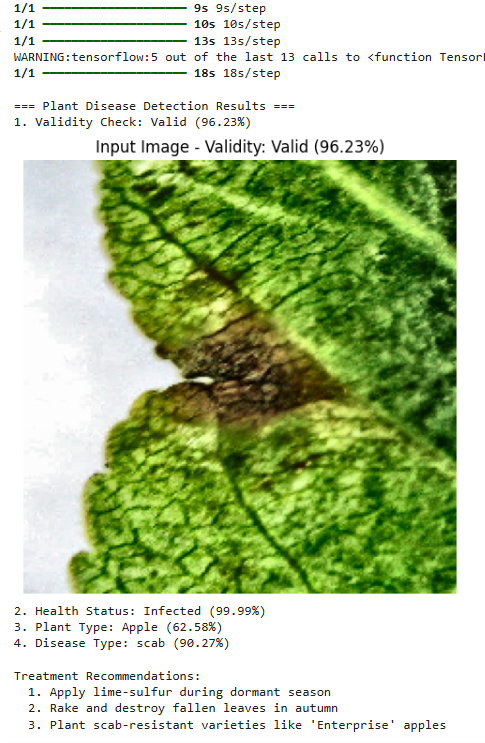 1/1 ━━━━━━━━━━━━━━━━━━━━ 9s 9s/step
1/1 ━━━━━━━━━━━━━━━━━━━━ 10s 10s/step
1/1 ━━━━━━━━━━━━━━━━━━━━ 13s 13s/step
WARNING:tensorflow:5 out of the last 13 calls to <function Tensor
1/1 ━━━━━━━━━━━━━━━━━━━━ 18s 18s/step
=== Plant Disease Detection Results ===
1. Validity Check: Valid (96.23%)
Input Image - Validity: Valid (96.23%)
2. Health Status: Infected (99.99%)
3. Plant Type: Apple (62.58%)
4. Disease Type: scab (90.27%)
Treatment Recommendations:
1. Apply lime-sulfur during dormant season
2. Rake and destroy fallen leaves in autumn
3. Plant scab-resistant varieties like 'Enterprise' apples